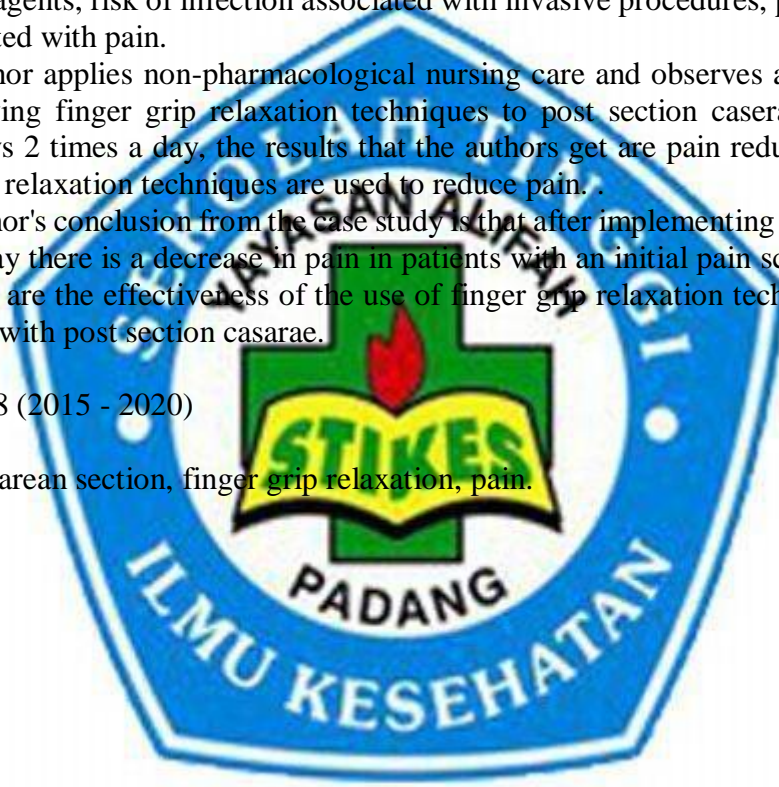 agents, risk of infection associated with invasive procedures, p
ted with pain.
hor applies non-pharmacological nursing care and observes a
ing finger grip relaxation techniques to post section casera
s 2 times a day, the results that the authors get are pain redu
relaxation techniques are used to reduce pain. .
hor's conclusion from the case study is that after implementing
ay there is a decrease in pain in patients with an initial pain sc
are the effectiveness of the use of finger grip relaxation tech
with post section casarae.
8 (2015 - 2020)
arean section, finger grip relaxation, pain.
SEKOLAH TINGGI
YAYASAN ALIFAH
STIKES
PADANG
ILMU KESEHATAN